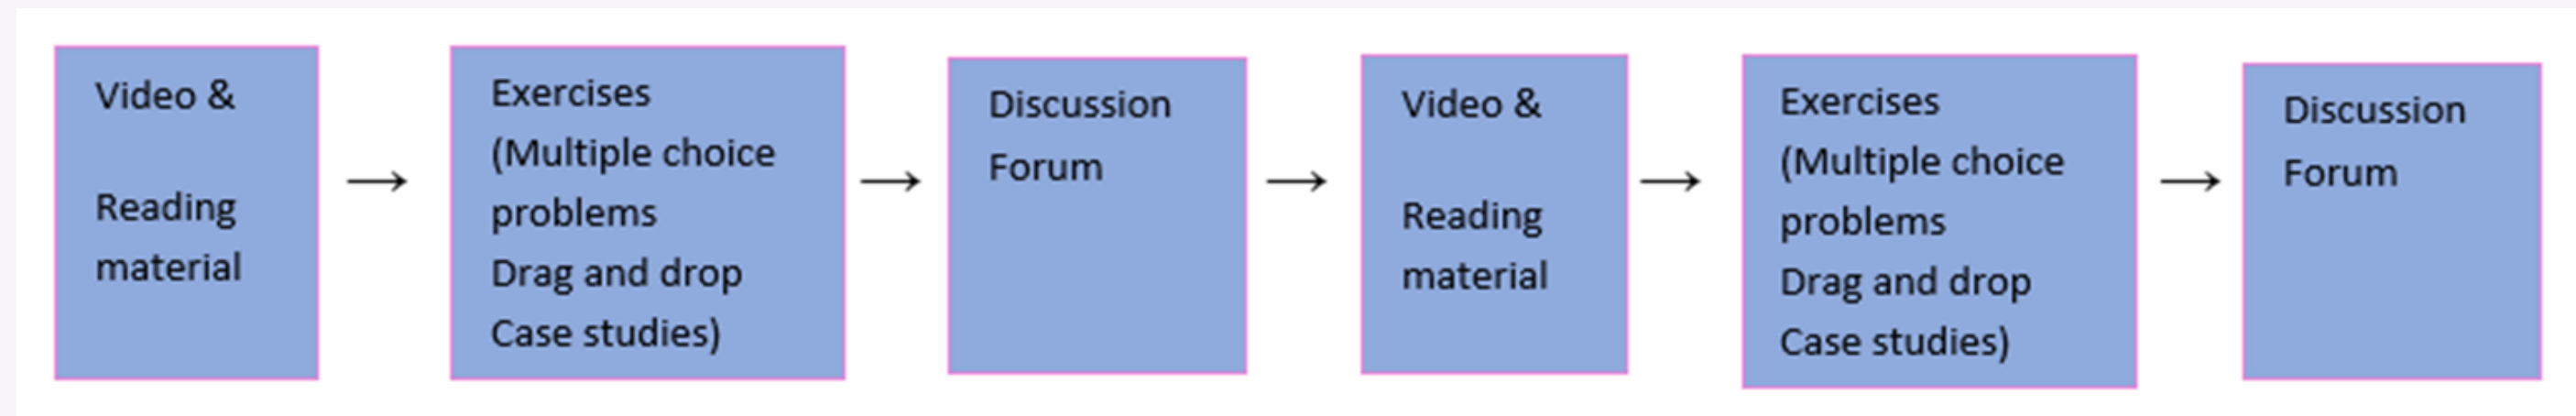 Video &
Reading
material
→
Exercises
(Multiple choice
problems
Drag and drop
Case studies)
→
Discussion
Forum
→
Video &
Reading
material
→
Exercises
(Multiple choice
problems
Drag and drop
Case studies)
→
Discussion
Forum